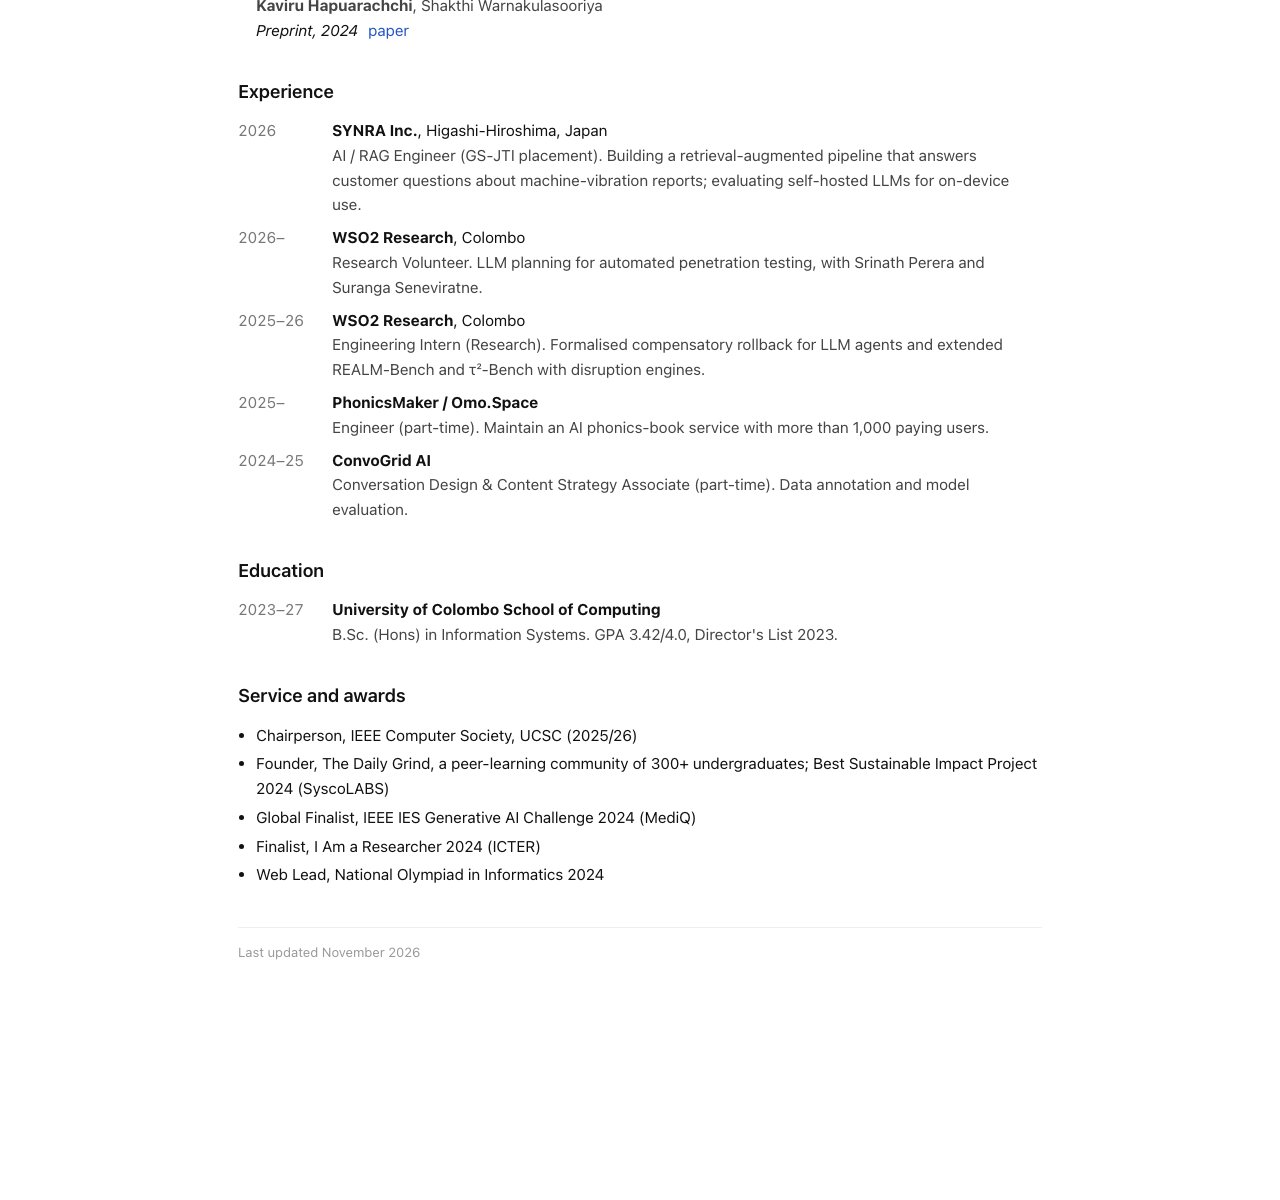 Kaviru Hapuarachchi, Shakthi Warnakulasooriya
Preprint, 2024 paper
Experience
2026 SYNRA Inc., Higashi-Hiroshima, Japan
AI / RAG Engineer (GS-JTI placement). Building a retrieval-augmented pipeline that answers
customer questions about machine-vibration reports; evaluating self-hosted LLMs for on-device
use.
2026– WSO2 Research, Colombo
Research Volunteer. LLM planning for automated penetration testing, with Srinath Perera and
Suranga Seneviratne.
2025–26 WSO2 Research, Colombo
Engineering Intern (Research). Formalised compensatory rollback for LLM agents and extended
REALM-Bench and τ²-Bench with disruption engines.
2025– PhonicsMaker / Omo.Space
Engineer (part-time). Maintain an AI phonics-book service with more than 1,000 paying users.
2024–25 ConvoGrid AI
Conversation Design & Content Strategy Associate (part-time). Data annotation and model
evaluation.
Education
2023–27 University of Colombo School of Computing
B.Sc. (Hons) in Information Systems. GPA 3.42/4.0, Director's List 2023.
Service and awards
• Chairperson, IEEE Computer Society, UCSC (2025/26)
• Founder, The Daily Grind, a peer-learning community of 300+ undergraduates; Best Sustainable Impact Project
2024 (SyscoLABS)
• Global Finalist, IEEE IES Generative AI Challenge 2024 (MediQ)
• Finalist, I Am a Researcher 2024 (ICTER)
• Web Lead, National Olympiad in Informatics 2024
Last updated November 2026